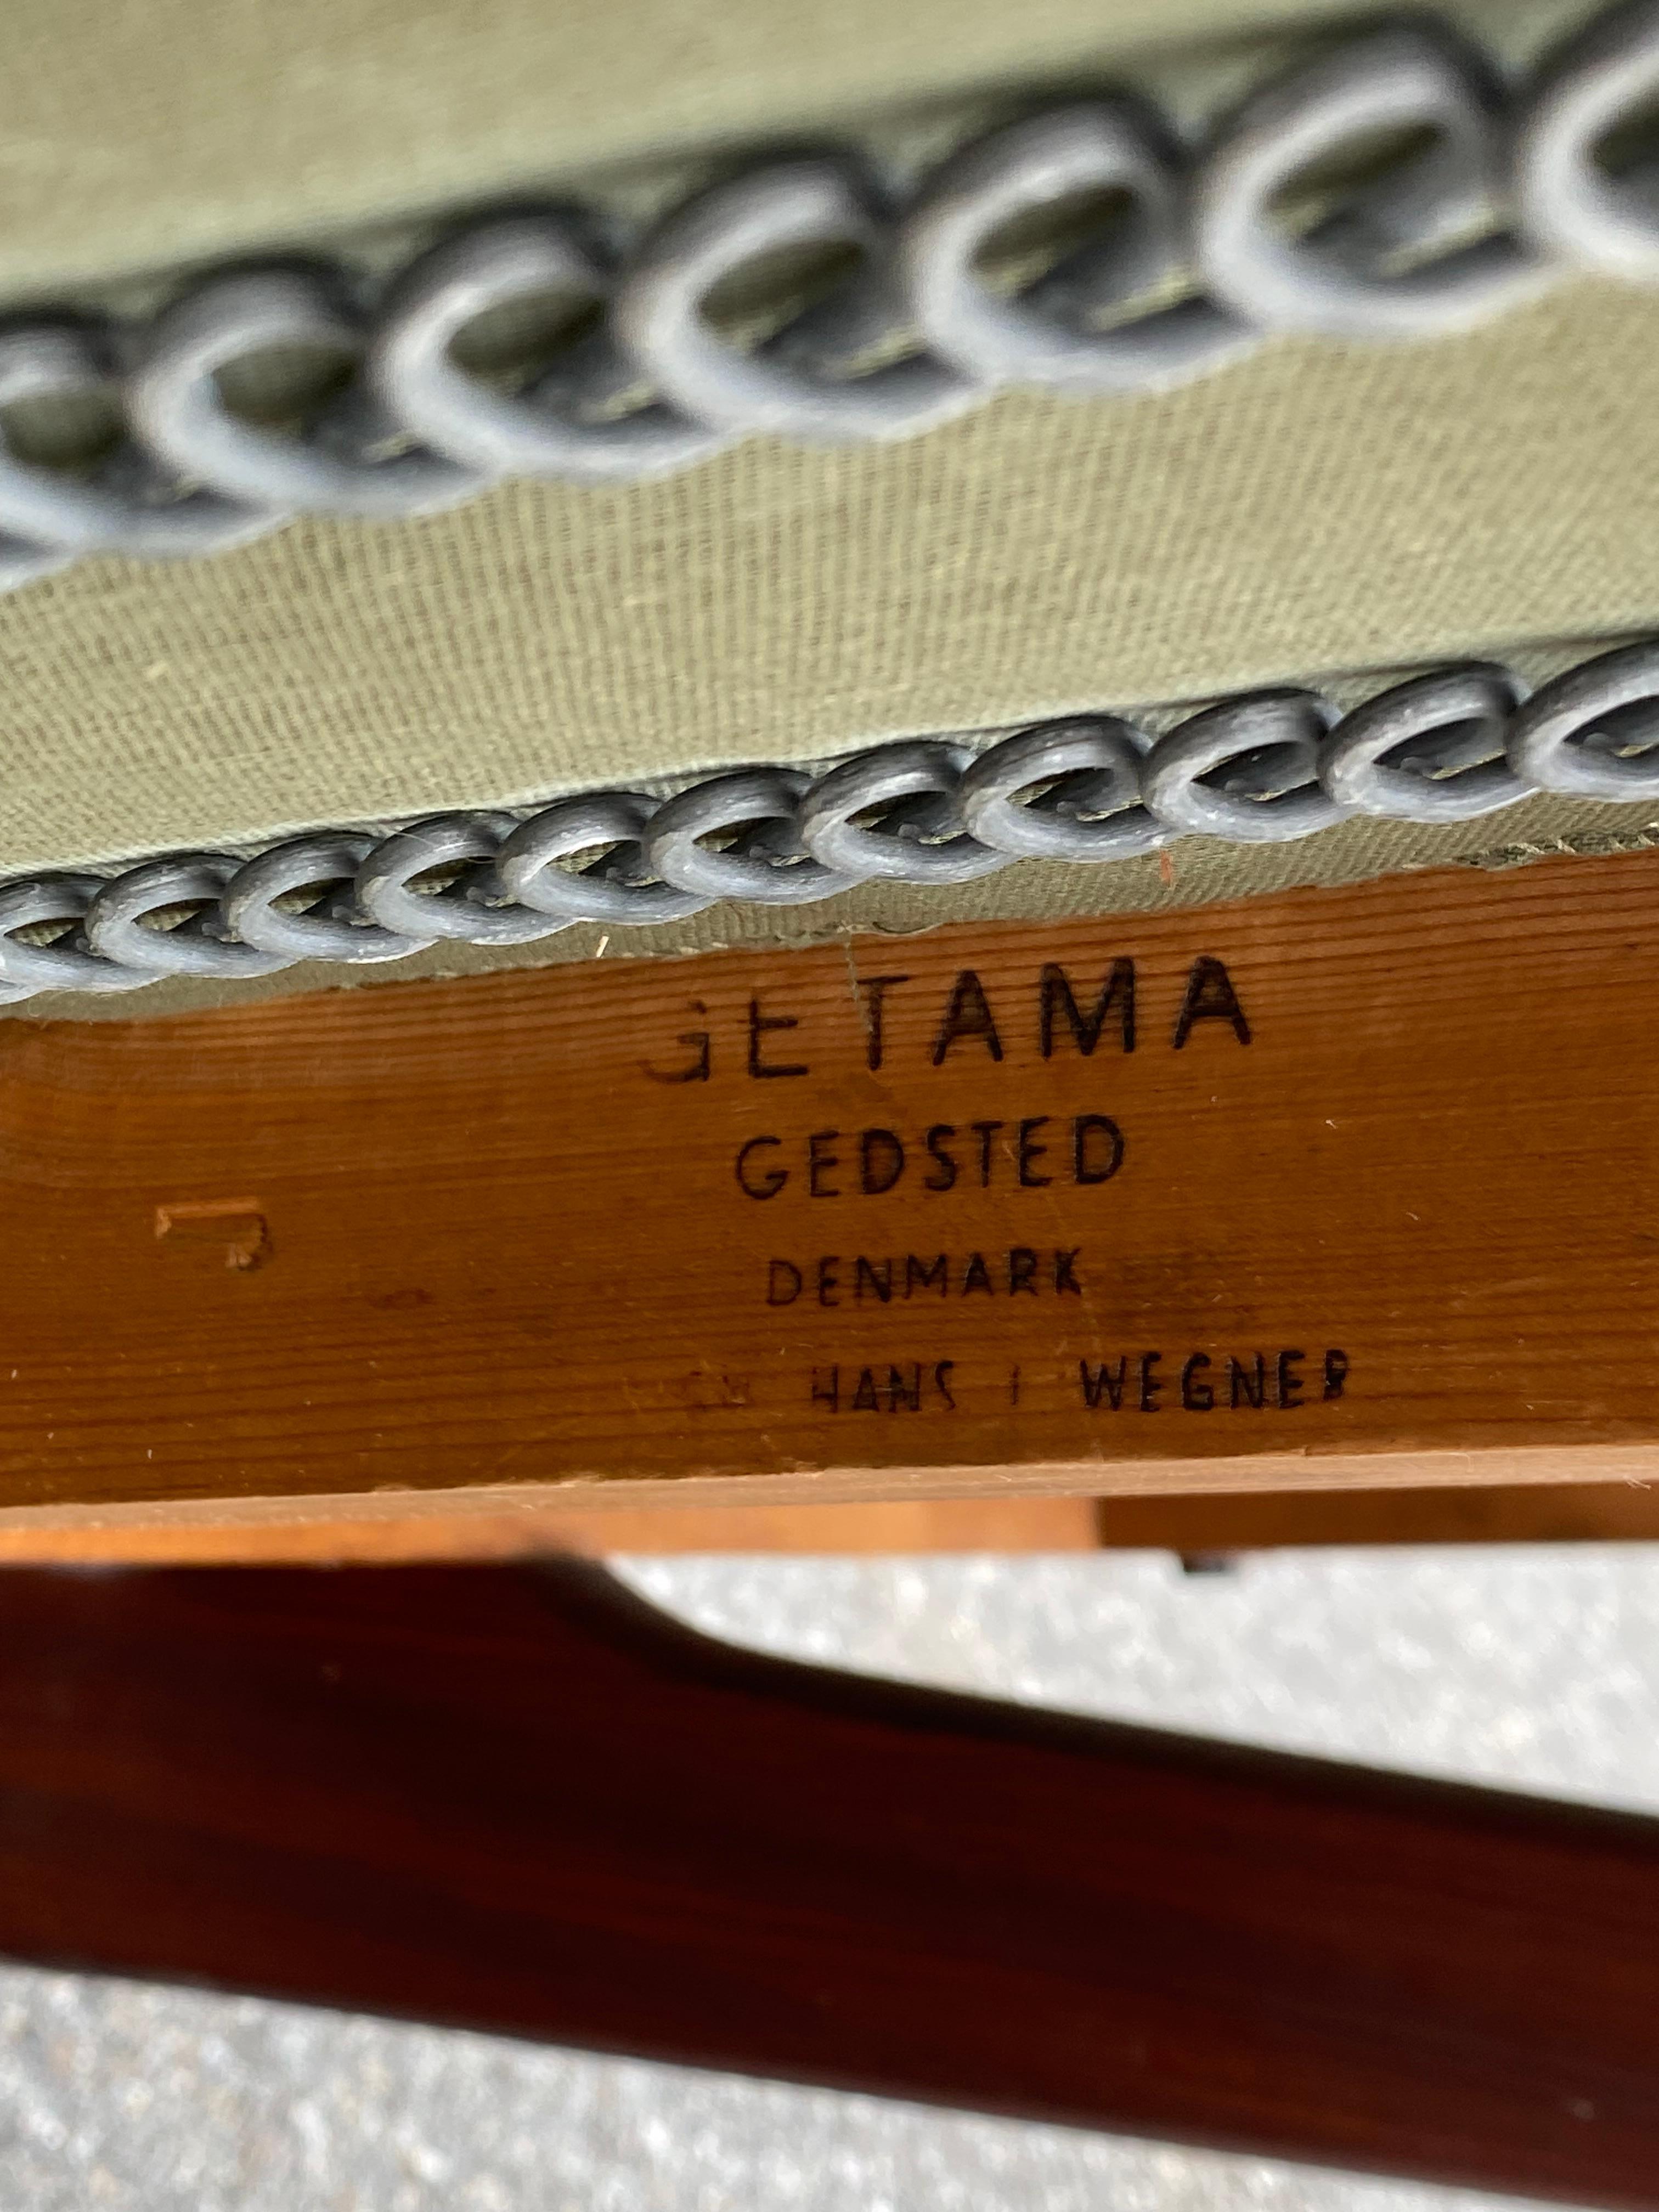 GETAMA
GEDSTED
DENMARK
HANS J WEGNER